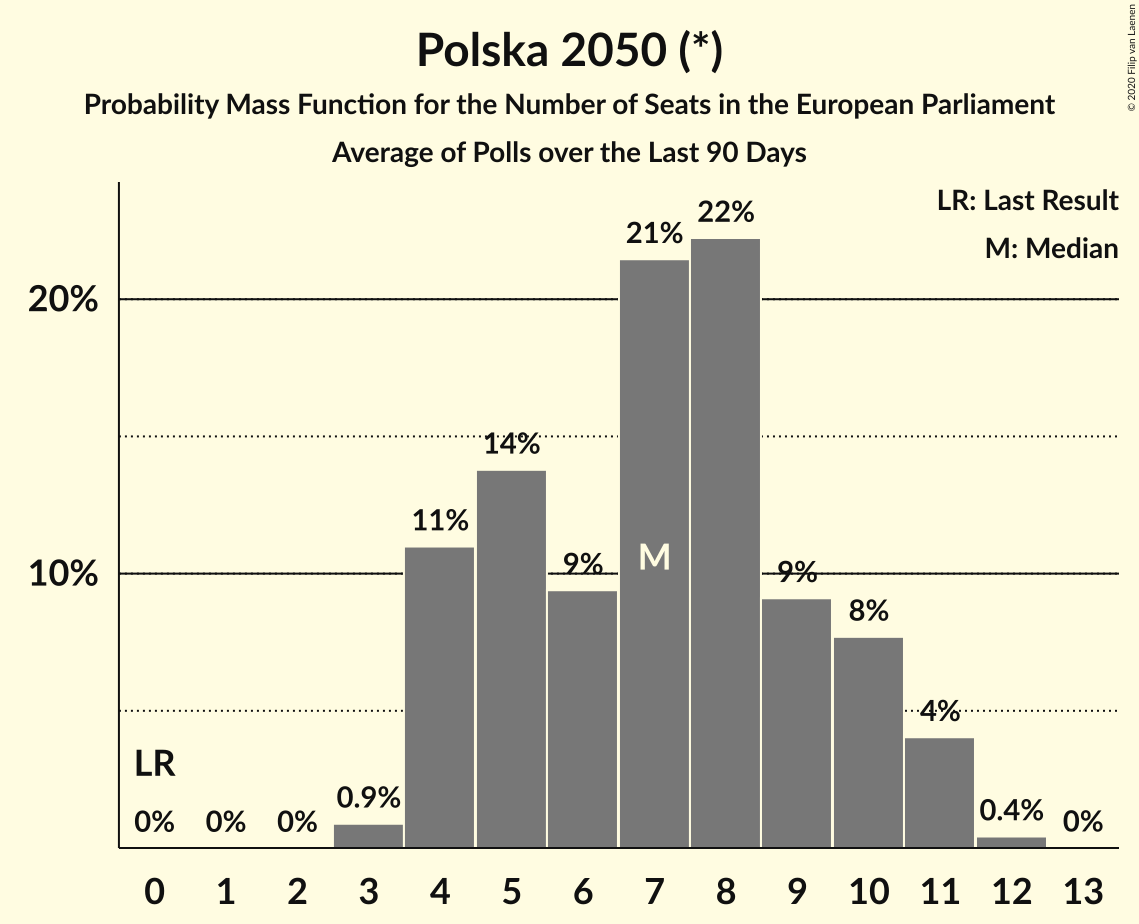 Polska 2050 (*)
Probability Mass Function for the Number of Seats in the European Parliament
Average of Polls over the Last 90 Days
© 2020 Filip van Laenen
LR: Last Result
M: Median
20%
10%
0%
0%
0%
0.9%
11%
14%
9%
21%
22%
9%
8%
4%
0.4%
0%
LR
M
0 1 2 3 4 5 6 7 8 9 10 11 12 13